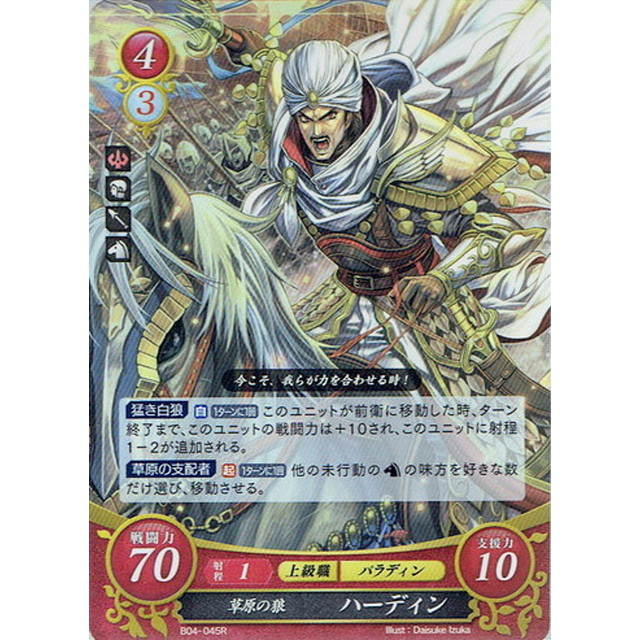 4
3
今こそ、我らが力を合わせる時！
猛き白狼 自 1ターンに1回 このユニットが前衛に移動した時、ターン
終了まで、このユニットの戦闘力は＋10され、このユニットに射程
1－2が追加される。
草原の支配者 起 1ターンに1回 他の未行動の の味方を好きな数
だけ選び、移動させる。
戦闘力
70
射程 1 上級職 パラディン
支援力
10
草原の狼 ハーディン
B04-045R Illust：Daisuke Izuka